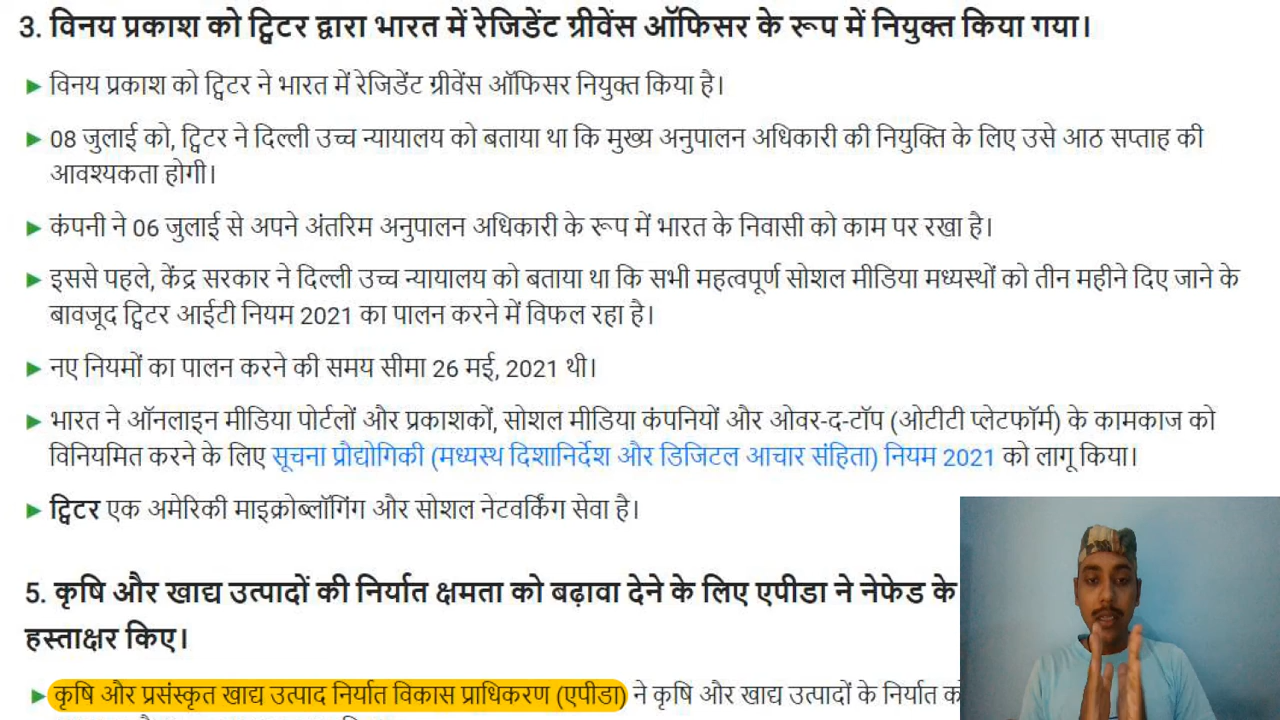 3. विनय प्रकाश को ट्विटर द्वारा भारत में रेजिडेंट ग्रीवेंस ऑफिसर के रूप में नियुक्त किया गया।
► विनय प्रकाश को ट्विटर ने भारत में रेजिडेंट ग्रीवेंस ऑफिसर नियुक्त किया है।
► 08 जुलाई को, ट्विटर ने दिल्ली उच्च न्यायालय को बताया था कि मुख्य अनुपालन अधिकारी की नियुक्ति के लिए उसे आठ सप्ताह की
आवश्यकता होगी।
► कंपनी ने 06 जुलाई से अपने अंतरिम अनुपालन अधिकारी के रूप में भारत के निवासी को काम पर रखा है।
► इससे पहले, केंद्र सरकार ने दिल्ली उच्च न्यायालय को बताया था कि सभी महत्वपूर्ण सोशल मीडिया मध्यस्थों को तीन महीने दिए जाने के
बावजूद ट्विटर आईटी नियम 2021 का पालन करने में विफल रहा है।
► नए नियमों का पालन करने की समय सीमा 26 मई, 2021 थी।
► भारत ने ऑनलाइन मीडिया पोर्टलों और प्रकाशकों, सोशल मीडिया कंपनियों और ओवर-द-टॉप (ओटीटी प्लेटफॉर्म) के कामकाज को
विनियमित करने के लिए सूचना प्रौद्योगिकी (मध्यस्थ दिशानिर्देश और डिजिटल आचार संहिता) नियम 2021 को लागू किया।
► ट्विटर एक अमेरिकी माइक्रोब्लॉगिंग और सोशल नेटवर्किंग सेवा है।
5. कृषि और खाद्य उत्पादों की निर्यात क्षमता को बढ़ावा देने के लिए एपीडा ने नेफेड के
हस्ताक्षर किए।
► कृषि और प्रसंस्कृत खाद्य उत्पाद निर्यात विकास प्राधिकरण (एपीडा) ने कृषि और खाद्य उत्पादों के निर्यात